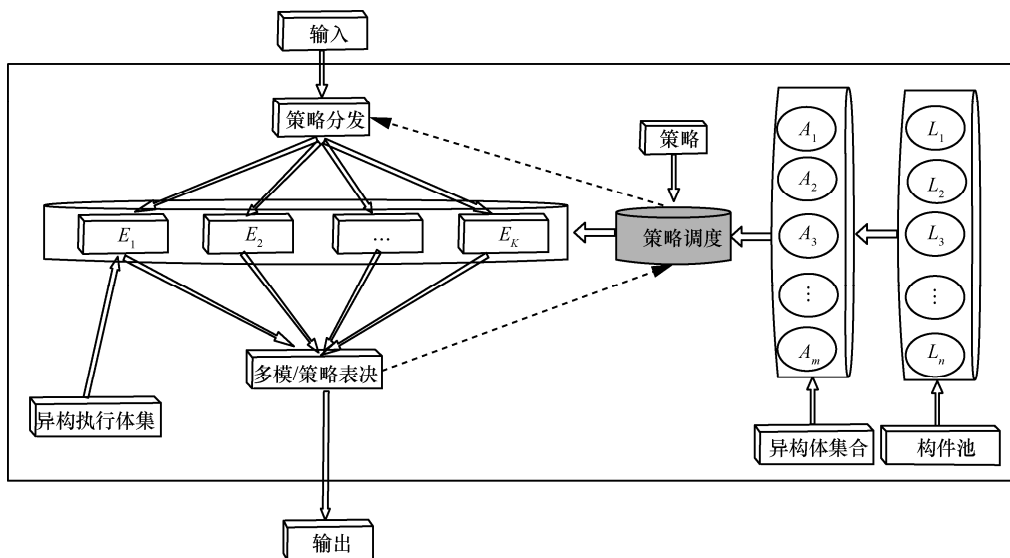 输入
策略分发
策略
A₁
A₂
A₃
⋮
Aₘ
L₁
L₂
L₃
⋮
Lₙ
E₁
E₂
…
E_K
策略调度
多模/策略表决
异构执行体集
异构体集合
构件池
输出